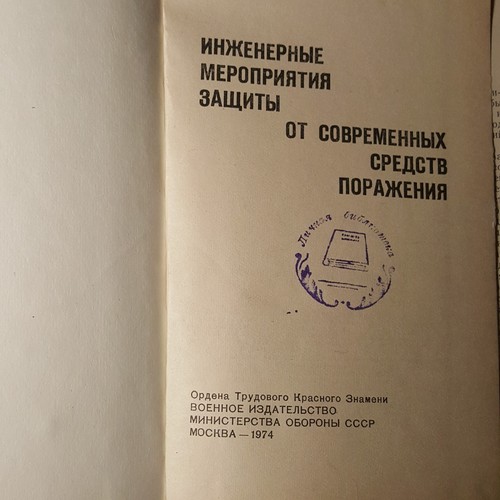 ИНЖЕНЕРНЫЕ
МЕРОПРИЯТИЯ
ЗАЩИТЫ
ОТ СОВРЕМЕННЫХ
СРЕДСТВ
ПОРАЖЕНИЯ
Личная библиотека
Ордена Трудового Красного Знамени
ВОЕННОЕ ИЗДАТЕЛЬСТВО
МИНИСТЕРСТВА ОБОРОНЫ СССР
МОСКВА — 1974